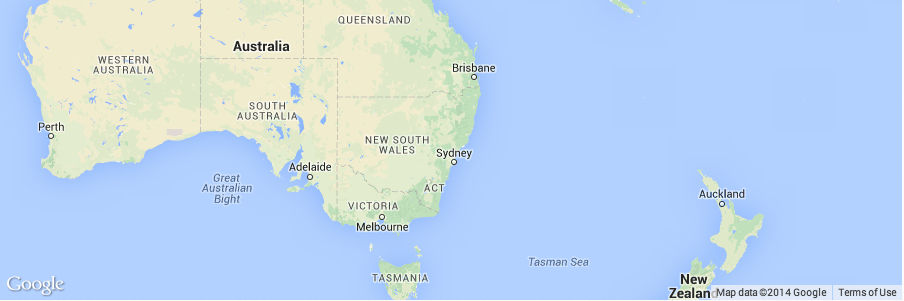 QUEENSLAND
Australia
WESTERN
AUSTRALIA
Brisbane
SOUTH
AUSTRALIA
Perth
NEW SOUTH
WALES
Sydney
Adelaide
Great
Australian
Bight
ACT
Auckland
VICTORIA
Melbourne
Tasman Sea
TASMANIA
New
Zealand
Google
Map data ©2014 Google
Terms of Use